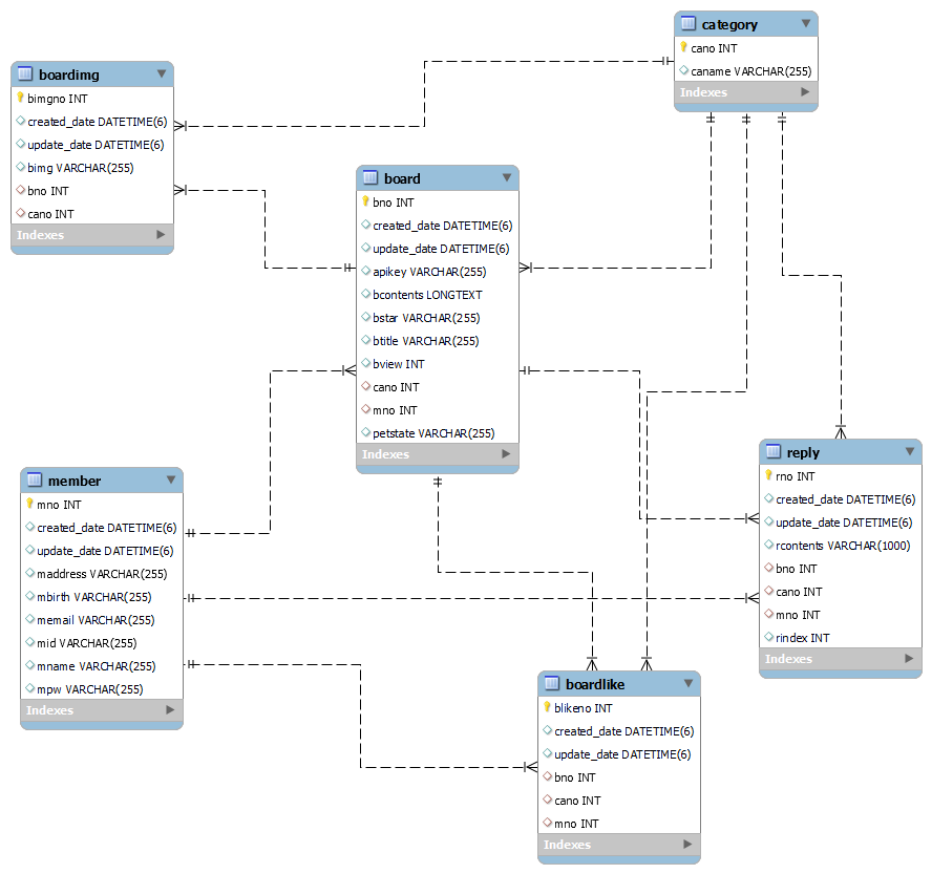 category
cano INT
caname VARCHAR(255)
Indexes
boardimg
bimgno INT
created_date DATETIME(6)
update_date DATETIME(6)
bimg VARCHAR(255)
bno INT
cano INT
Indexes
board
bno INT
created_date DATETIME(6)
update_date DATETIME(6)
apikey VARCHAR(255)
bcontents LONGTEXT
bstar VARCHAR(255)
btitle VARCHAR(255)
bview INT
cano INT
mno INT
petstate VARCHAR(255)
Indexes
member
mno INT
created_date DATETIME(6)
update_date DATETIME(6)
maddress VARCHAR(255)
mbirth VARCHAR(255)
memail VARCHAR(255)
mid VARCHAR(255)
mname VARCHAR(255)
mpw VARCHAR(255)
Indexes
reply
rno INT
created_date DATETIME(6)
update_date DATETIME(6)
rcontents VARCHAR(1000)
bno INT
cano INT
mno INT
rindex INT
Indexes
boardlike
blikeno INT
created_date DATETIME(6)
update_date DATETIME(6)
bno INT
cano INT
mno INT
Indexes